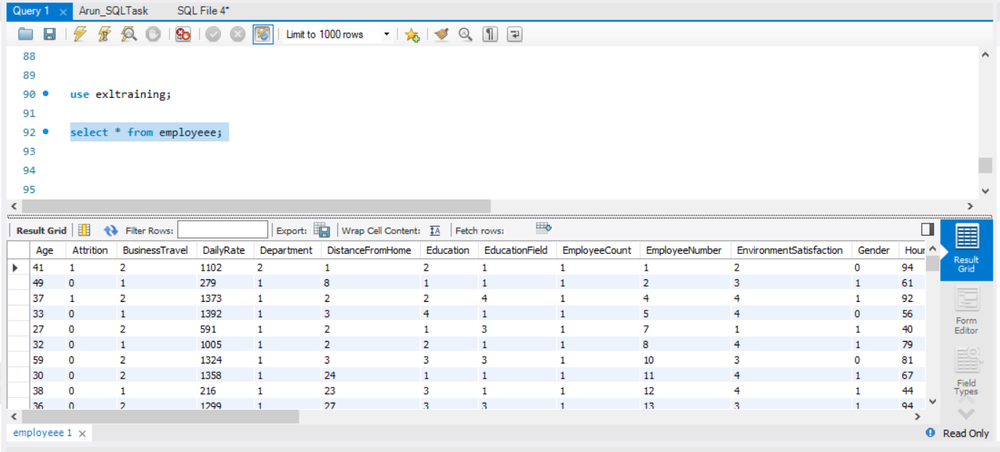 Query 1 Arun_SQLTask SQL File 4*
Limit to 1000 rows
88
89
90 use exltraining;
91
92 select * from employeee;
93
94
95
Result Grid Filter Rows: Export: Wrap Cell Content: Fetch rows:
Age Attrition BusinessTravel DailyRate Department DistanceFromHome Education EducationField EmployeeCount EmployeeNumber EnvironmentSatisfaction Gender Hour
41 1 2 1102 2 1 2 1 1 1 2 0 94
49 0 1 279 1 8 1 1 1 2 3 1 61
37 1 2 1373 1 2 2 4 1 4 4 1 92
33 0 1 1392 1 3 4 1 1 5 4 0 56
27 0 2 591 1 2 1 3 1 7 1 1 40
32 0 1 1005 1 2 2 1 1 8 4 1 79
59 0 2 1324 1 3 3 3 1 10 3 0 81
30 0 2 1358 1 24 1 1 1 11 4 1 67
38 0 1 216 1 23 3 1 1 12 4 1 44
36 0 2 1299 1 27 3 3 1 13 3 1 94
Result
Grid
Form
Editor
Field
Types
employeee 1 Read Only